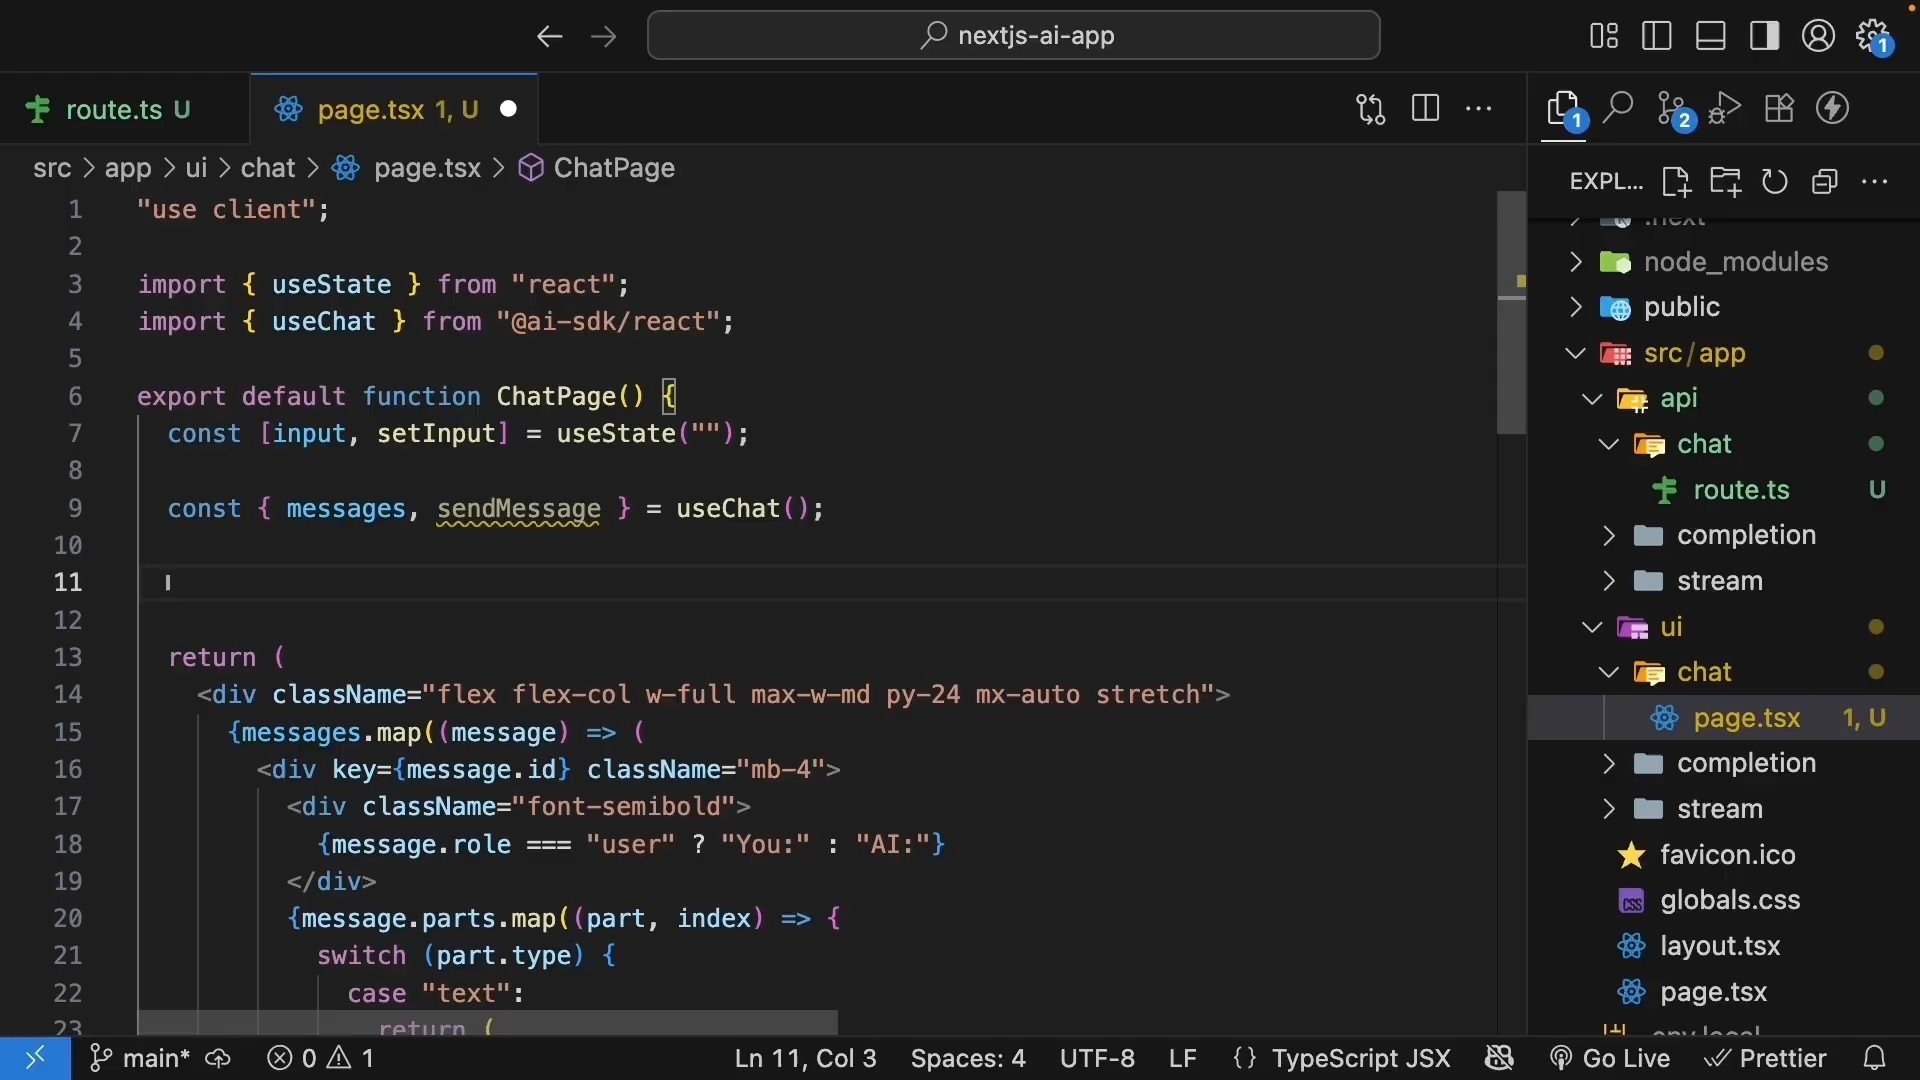 nextjs-ai-app
1
route.ts U
page.tsx 1, U
1
2
src > app > ui > chat > page.tsx > ChatPage
EXPL...
1 "use client";
2
3 import { useState } from "react";
4 import { useChat } from "@ai-sdk/react";
5
6 export default function ChatPage() {
7 const [input, setInput] = useState("");
8
9 const { messages, sendMessage } = useChat();
10
11
12
13 return (
14 <div className="flex flex-col w-full max-w-md py-24 mx-auto stretch">
15 {messages.map((message) => (
16 <div key={message.id} className="mb-4">
17 <div className="font-semibold">
18 {message.role === "user" ? "You:" : "AI:"}
19 </div>
20 {message.parts.map((part, index) => {
21 switch (part.type) {
22 case "text":
23 return (
.next
node_modules
public
src/app
api
chat
route.ts U
completion
stream
ui
chat
page.tsx 1, U
completion
stream
favicon.ico
globals.css
layout.tsx
page.tsx
.env.local
main* 0 1 Ln 11, Col 3 Spaces: 4 UTF-8 LF {} TypeScript JSX Go Live Prettier